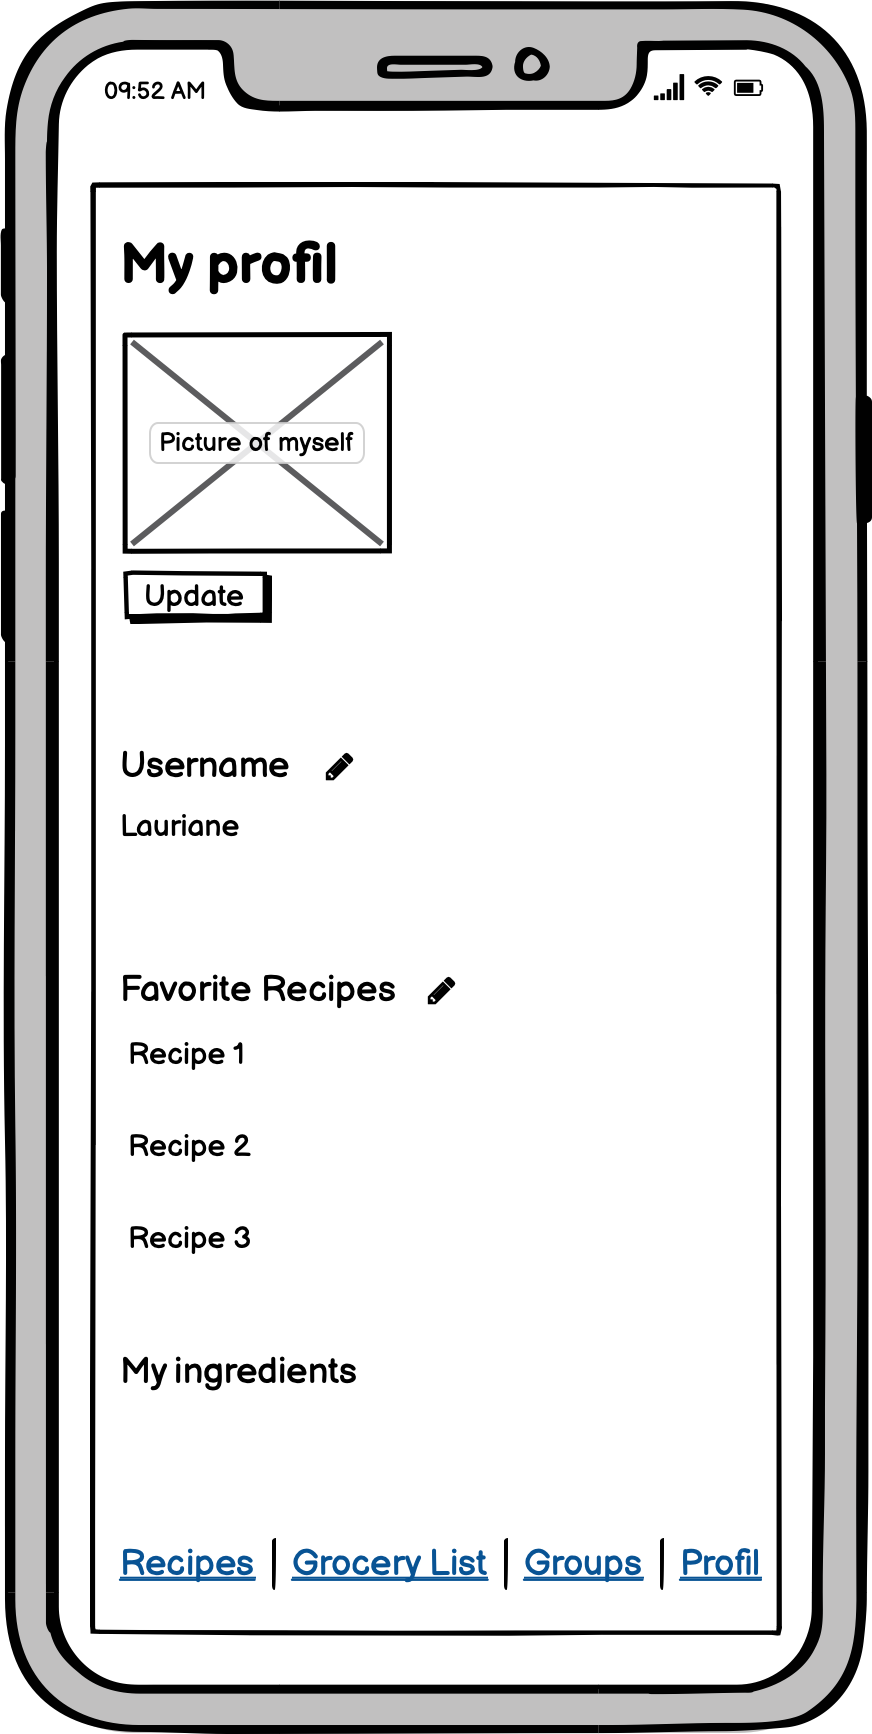 09:52 AM
My profil
Picture of myself
Update
Username
Lauriane
Favorite Recipes
Recipe 1
Recipe 2
Recipe 3
My ingredients
Recipes | Grocery List | Groups | Profil